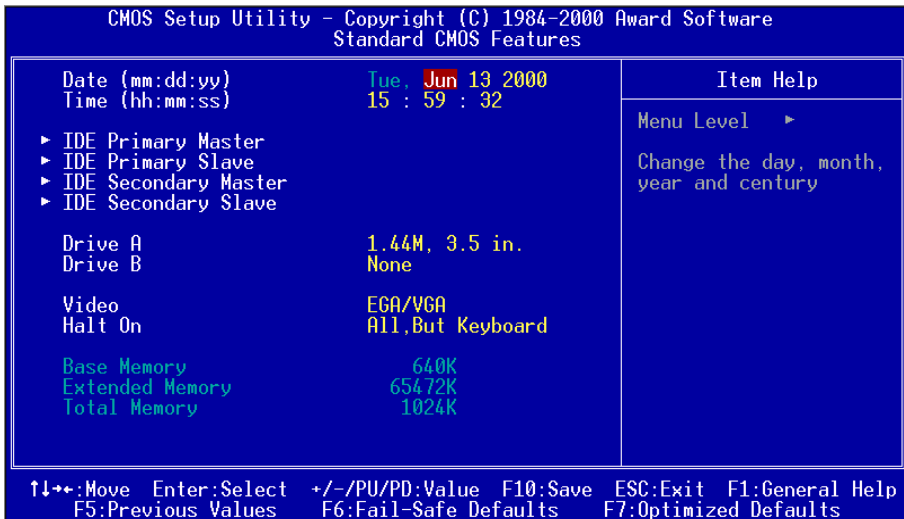 CMOS Setup Utility - Copyright (C) 1984-2000 Award Software
Standard CMOS Features
Date (mm:dd:yy) Tue, Jun 13 2000
Time (hh:mm:ss) 15 : 59 : 32
► IDE Primary Master
► IDE Primary Slave
► IDE Secondary Master
► IDE Secondary Slave
Drive A 1.44M, 3.5 in.
Drive B None
Video EGA/VGA
Halt On All,But Keyboard
Base Memory 640K
Extended Memory 65472K
Total Memory 1024K
Item Help
Menu Level ►
Change the day, month,
year and century
↑↓→←:Move Enter:Select +/-/PU/PD:Value F10:Save ESC:Exit F1:General Help
F5:Previous Values F6:Fail-Safe Defaults F7:Optimized Defaults